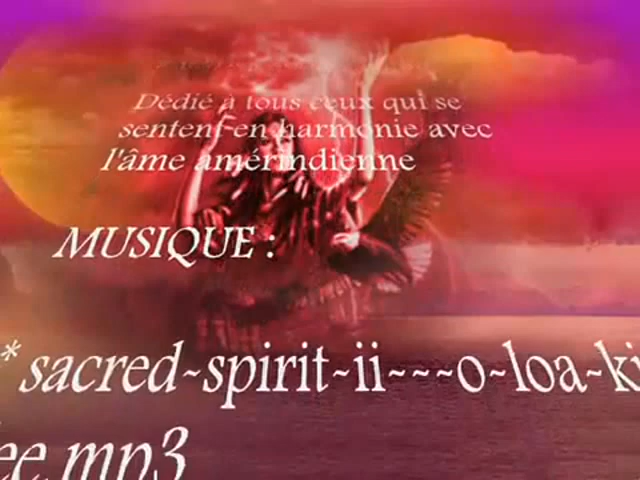 Dédié à tous ceux qui se
sentent en harmonie avec
l'âme amérindienne
MUSIQUE :
* sacred~spirit~ii~~~o~loa~ki
ee.mp3